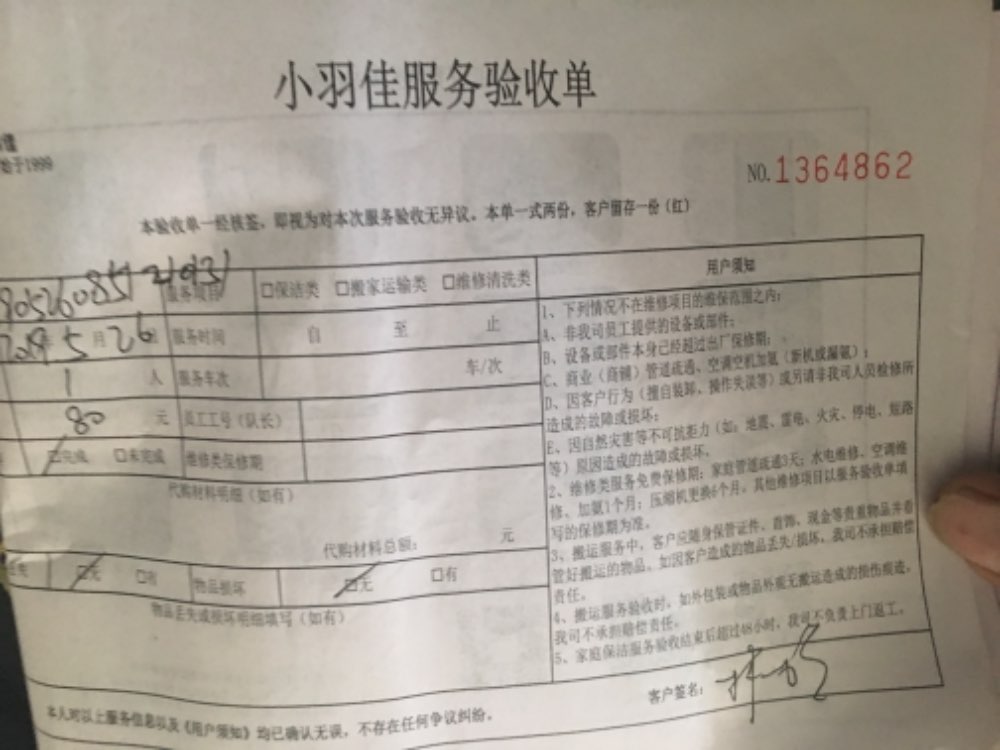 小羽佳服务验收单
始于1999
NO.1364862
本验收单一经核签，即视为对本次服务验收无异议。本单一式两份，客户留存一份（红）
服务项目 □保洁类 □搬家运输类 □维修清洗类
2019年5月26日 服务时间 自 至 止
1 人 服务车次 车/次
80 元 员工工号（队长）
□完成 □未完成 维修类保修期
代购材料明细（如有）
代购材料总额： 元
□无 □有 物品损坏 □无 □有
物品丢失或损坏明细填写（如有）
用户须知
1、下列情况不在维修项目的维保范围之内：
A、非我司员工提供的设备或部件；
B、设备或部件本身已经超过出厂保修期；
C、商业（商铺）管道疏通、空调空机加氨（新机或漏氨）；
D、因客户行为（擅自装卸、操作失误等）或另请非我司人员检修所
造成的故障或损坏；
E、因自然灾害等不可抗拒力（如：地震、雷电、火灾、停电、短路
等）原因造成的故障或损坏。
2、维修类服务免费保修期：家庭管道疏通3天；水电维修、空调维
修、加氨1个月；压缩机更换6个月。其他维修项目以服务验收单填
写的保修期为准。
3、搬运服务中，客户应随身保管证件、首饰、现金等贵重物品并看
管好搬运的物品。如因客户造成的物品丢失/损坏，我司不承担赔偿
责任。
4、搬运服务验收时，如外包装或物品外观无搬运造成的损伤痕迹，
我司不承担赔偿责任。
5、家庭保洁服务验收结束后超过48小时，我司不负责上门返工。
客户签名：
本人对以上服务信息以及《用户须知》均已确认无误，不存在任何争议纠纷。